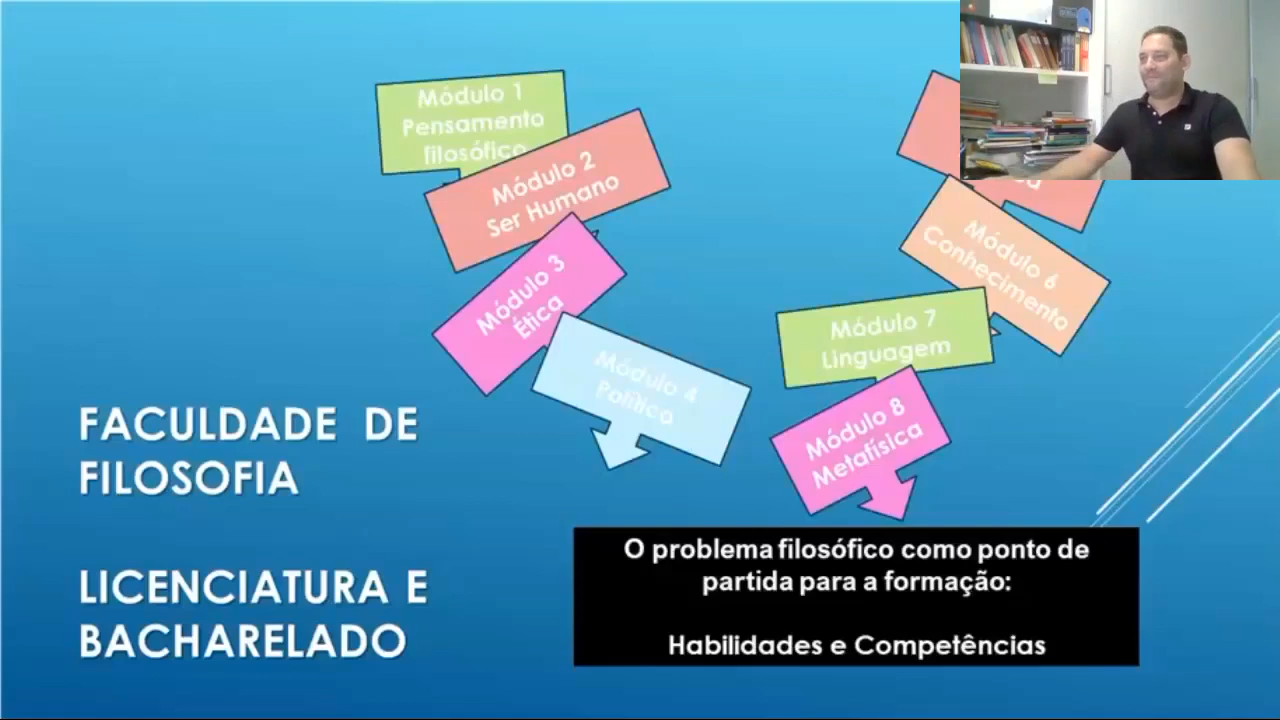 Módulo 1
Pensamento
filosófico
Módulo 2
Ser Humano
Módulo 3
Ética
Módulo 4
Política
Módulo 6
Conhecimento
Módulo 7
Linguagem
Módulo 8
Metafísica
FACULDADE DE
FILOSOFIA
LICENCIATURA E
BACHARELADO
O problema filosófico como ponto de
partida para a formação:
Habilidades e Competências